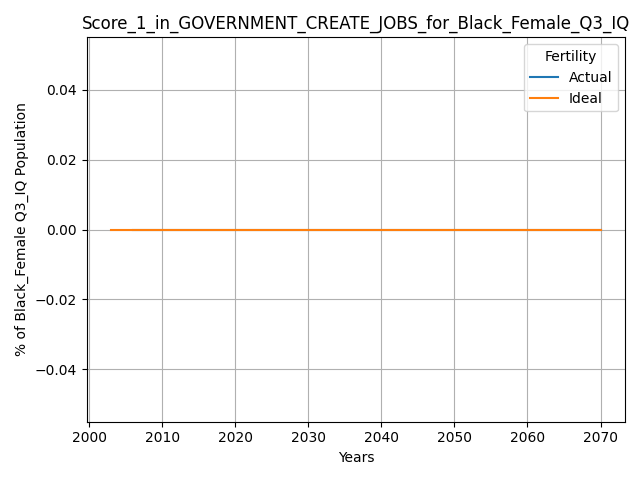 Score_1_in_GOVERNMENT_CREATE_JOBS_for_Black_Female_Q3_IQ
Fertility
Actual
Ideal
0.04
0.02
0.00
−0.02
−0.04
% of Black_Female Q3_IQ Population
2000 2010 2020 2030 2040 2050 2060 2070
Years